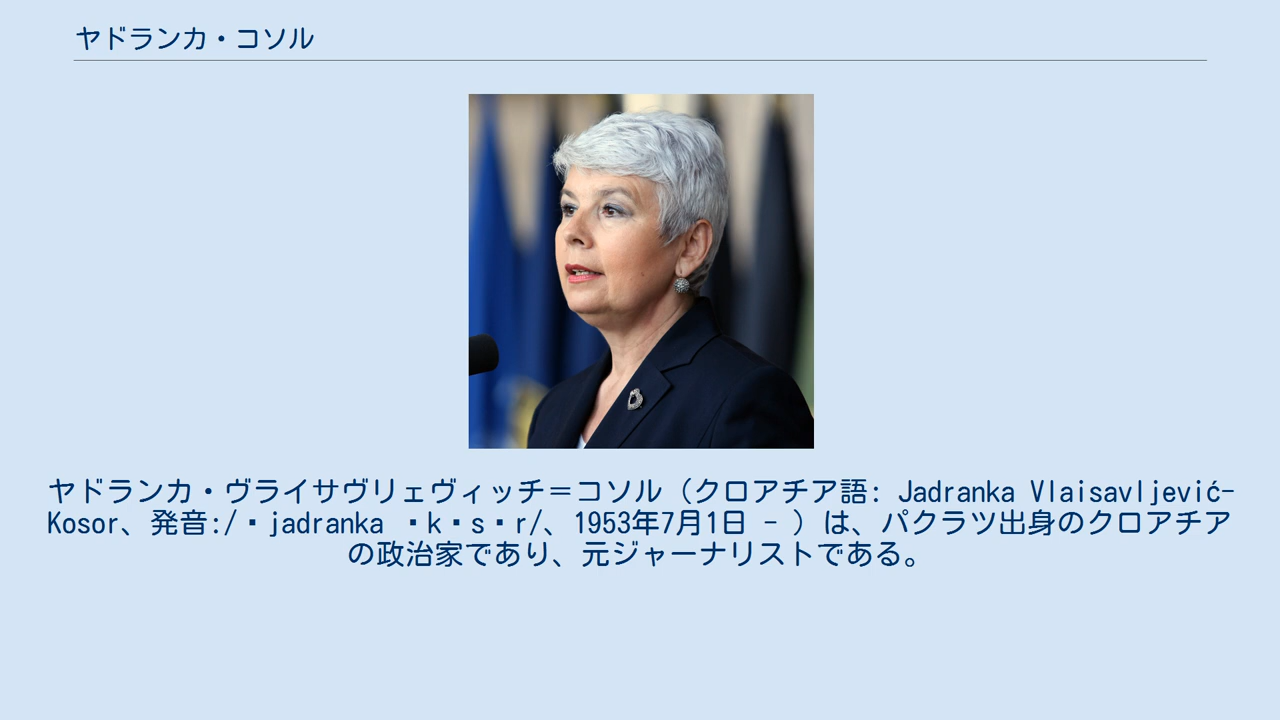 ヤドランカ・コソル
ヤドランカ・ヴライサヴリェヴィッチ＝コソル（クロアチア語: Jadranka Vlaisavljević-
Kosor、発音:/▪jadranka ▪k▪s▪r/、1953年7月1日 - ）は、パクラツ出身のクロアチア
の政治家であり、元ジャーナリストである。